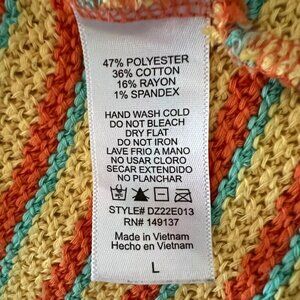 47% POLYESTER
36% COTTON
16% RAYON
1% SPANDEX
HAND WASH COLD
DO NOT BLEACH
DRY FLAT
DO NOT IRON
LAVE FRIO A MANO
NO USAR CLORO
SECAR EXTENDIDO
NO PLANCHAR
STYLE# DZ22E013
RN# 149137
Made in Vietnam
Hecho en Vietnam
L